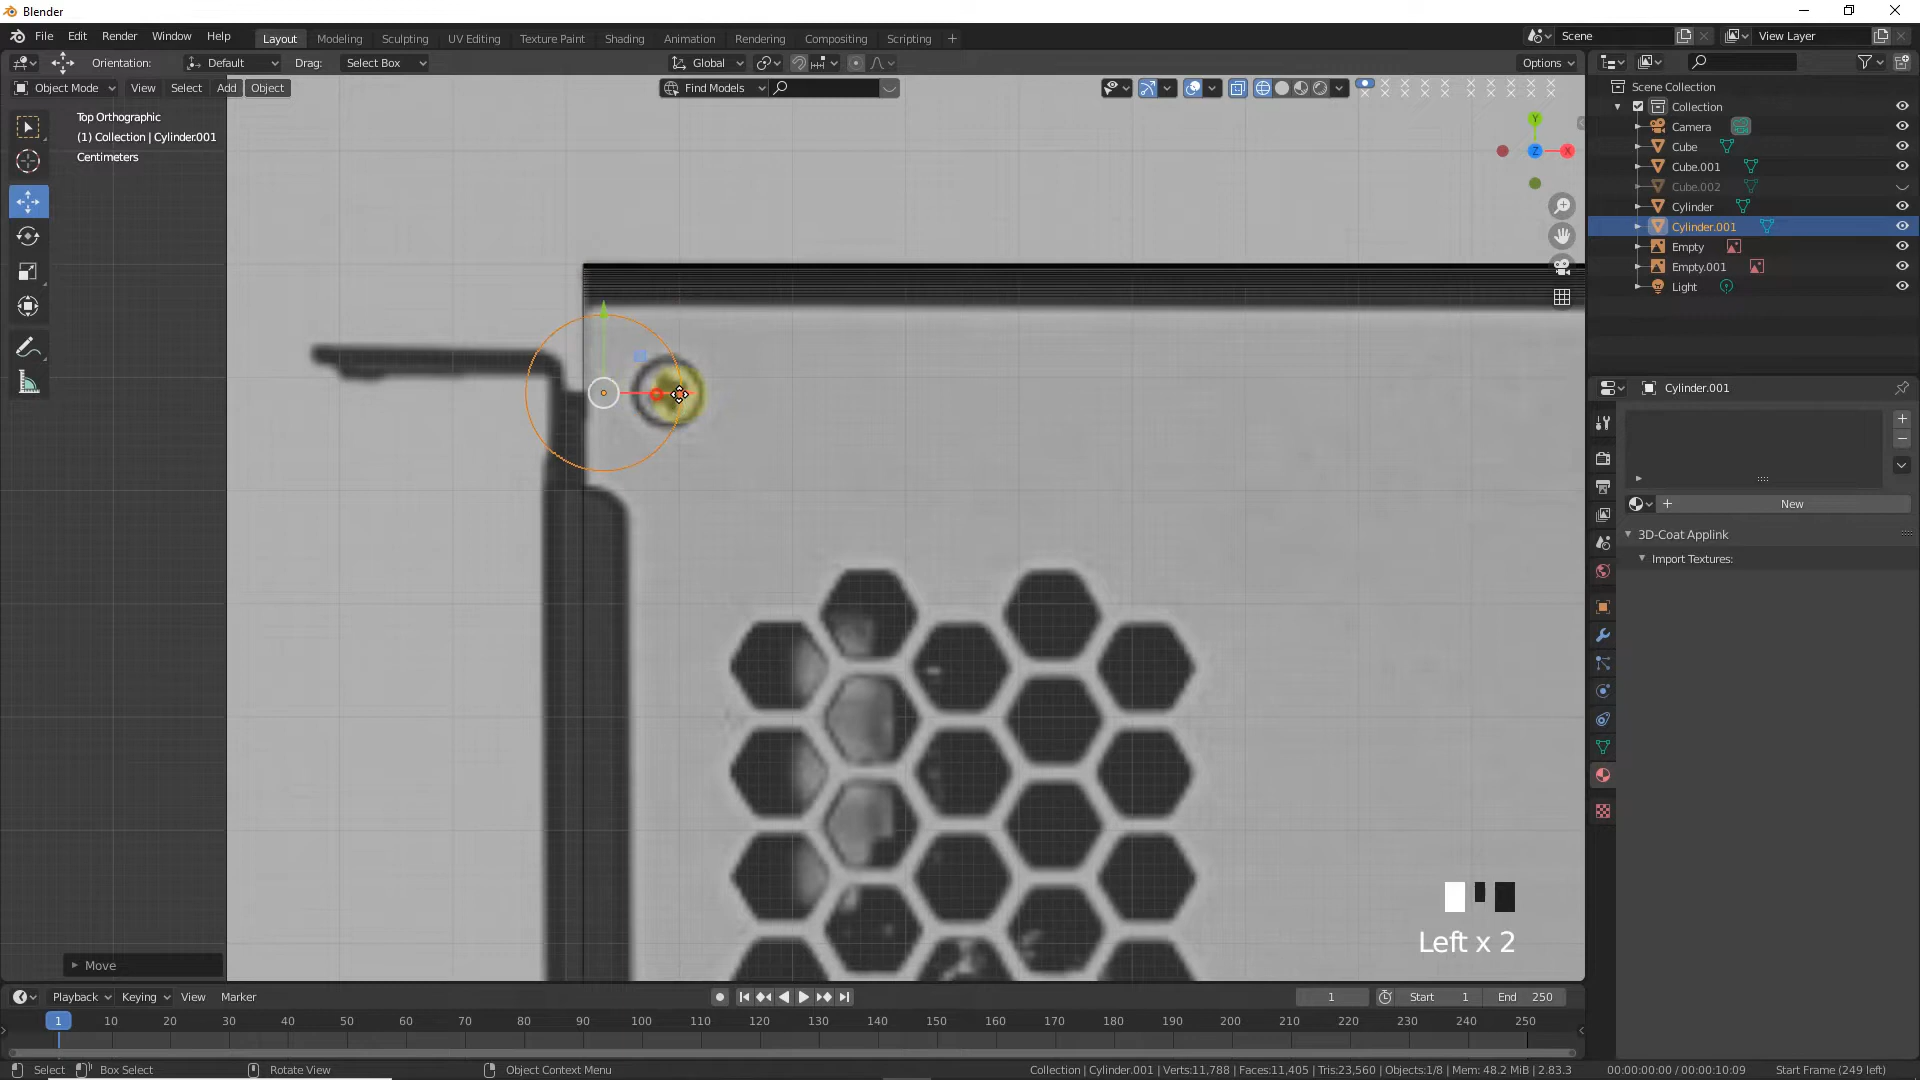 Blender
File Edit Render Window Help
Layout Modeling Sculpting UV Editing Texture Paint Shading Animation Rendering Compositing Scripting +
Scene
View Layer
Orientation: Default Drag: Select Box
Global
Options
Object Mode View Select Add Object
Find Models
Top Orthographic
(1) Collection | Cylinder.001
Centimeters
Y
Z
X
Scene Collection
Collection
Camera
Cube
Cube.001
Cube.002
Cylinder
Cylinder.001
Empty
Empty.001
Light
Cylinder.001
New
3D-Coat Applink
Import Textures:
Left x 2
Move
Playback Keying View Marker
1
Start 1
End 250
1 10 20 30 40 50 60 70 80 90 100 110 120 130 140 150 160 170 180 190 200 210 220 230 240 250
Select Box Select Rotate View Object Context Menu
Collection | Cylinder.001 | Verts:11,788 | Faces:11,405 | Tris:23,560 | Objects:1/8 | Mem: 48.2 MiB | 2.83.3
00:00:00:00 / 00:00:10:09
Start Frame (249 left)